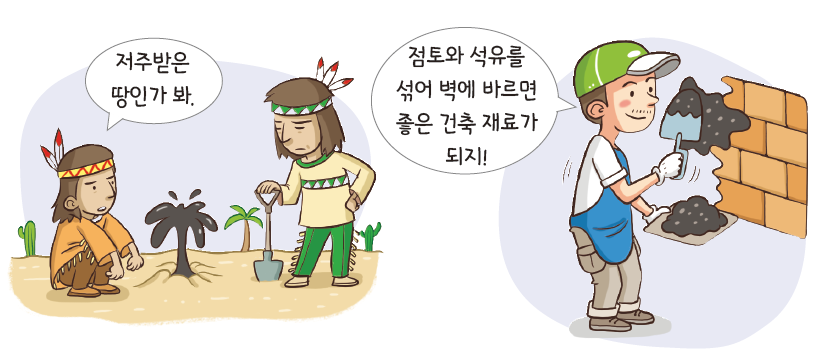 저주받은
땅인가 봐.
점토와 석유를
섞어 벽에 바르면
좋은 건축 재료가
되지!